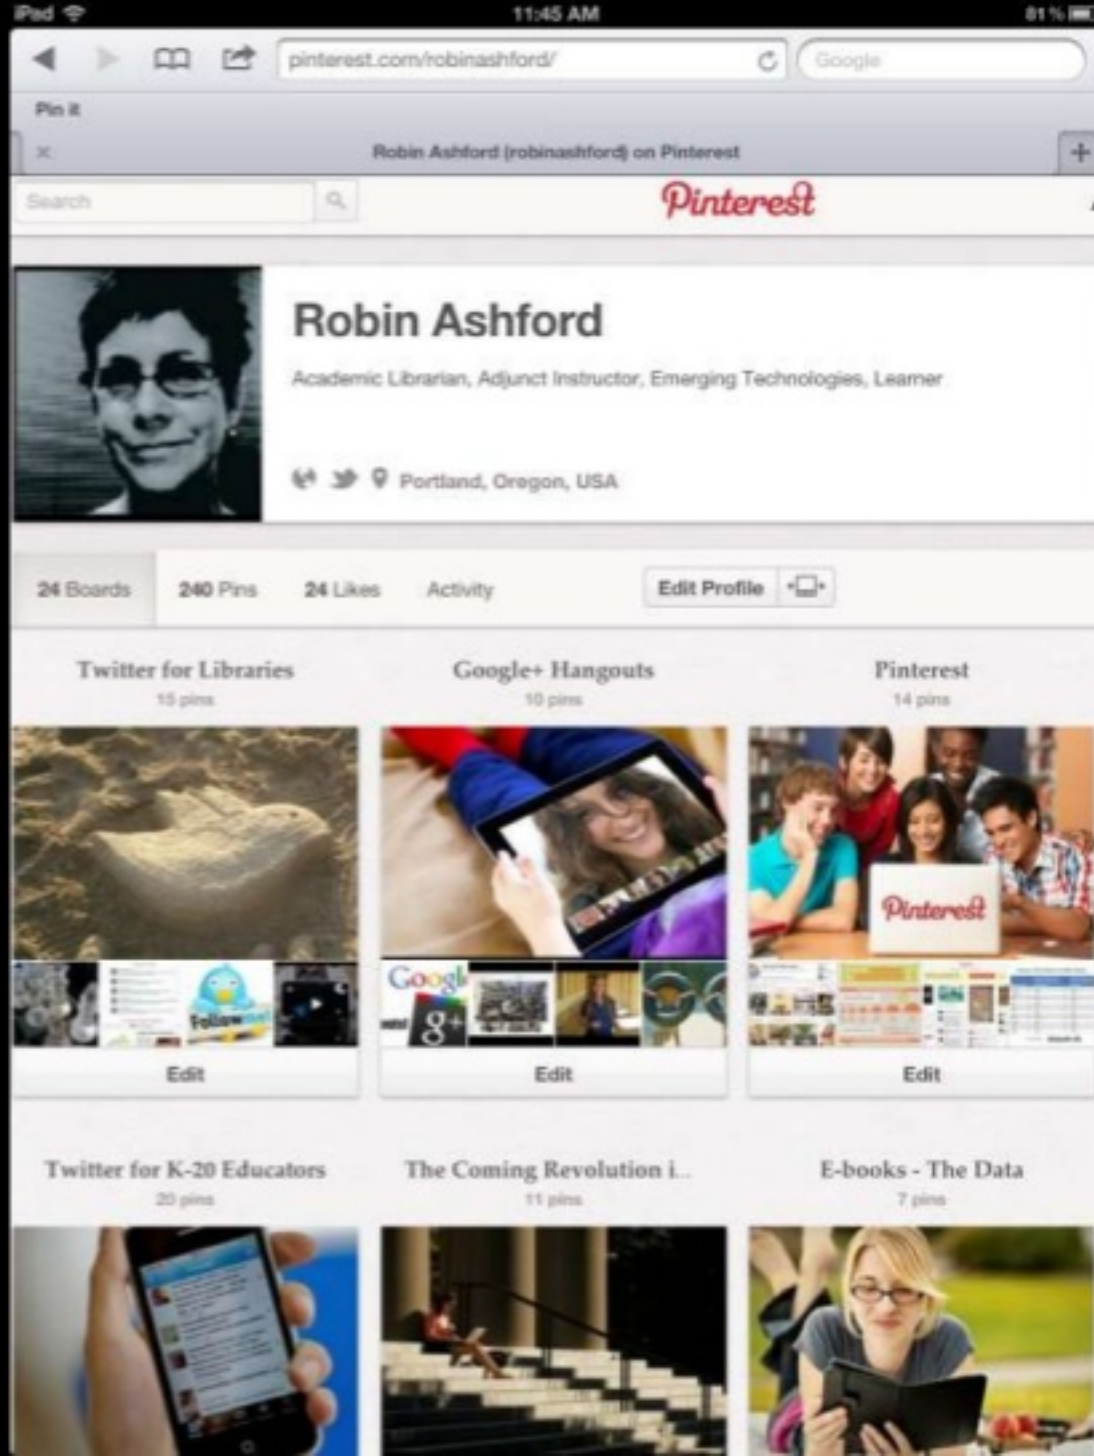 iPad 11:45 AM 81%
pinterest.com/robinashford/ Google
Pin it
Robin Ashford (robinashford) on Pinterest
Search Pinterest
Robin Ashford
Academic Librarian, Adjunct Instructor, Emerging Technologies, Learner
Portland, Oregon, USA
24 Boards 240 Pins 24 Likes Activity Edit Profile
Twitter for Libraries Google+ Hangouts Pinterest
15 pins 10 pins 14 pins
Pinterest
Googl
Follow me!
g+
Edit Edit Edit
Twitter for K-20 Educators The Coming Revolution i... E-books - The Data
20 pins 11 pins 7 pins